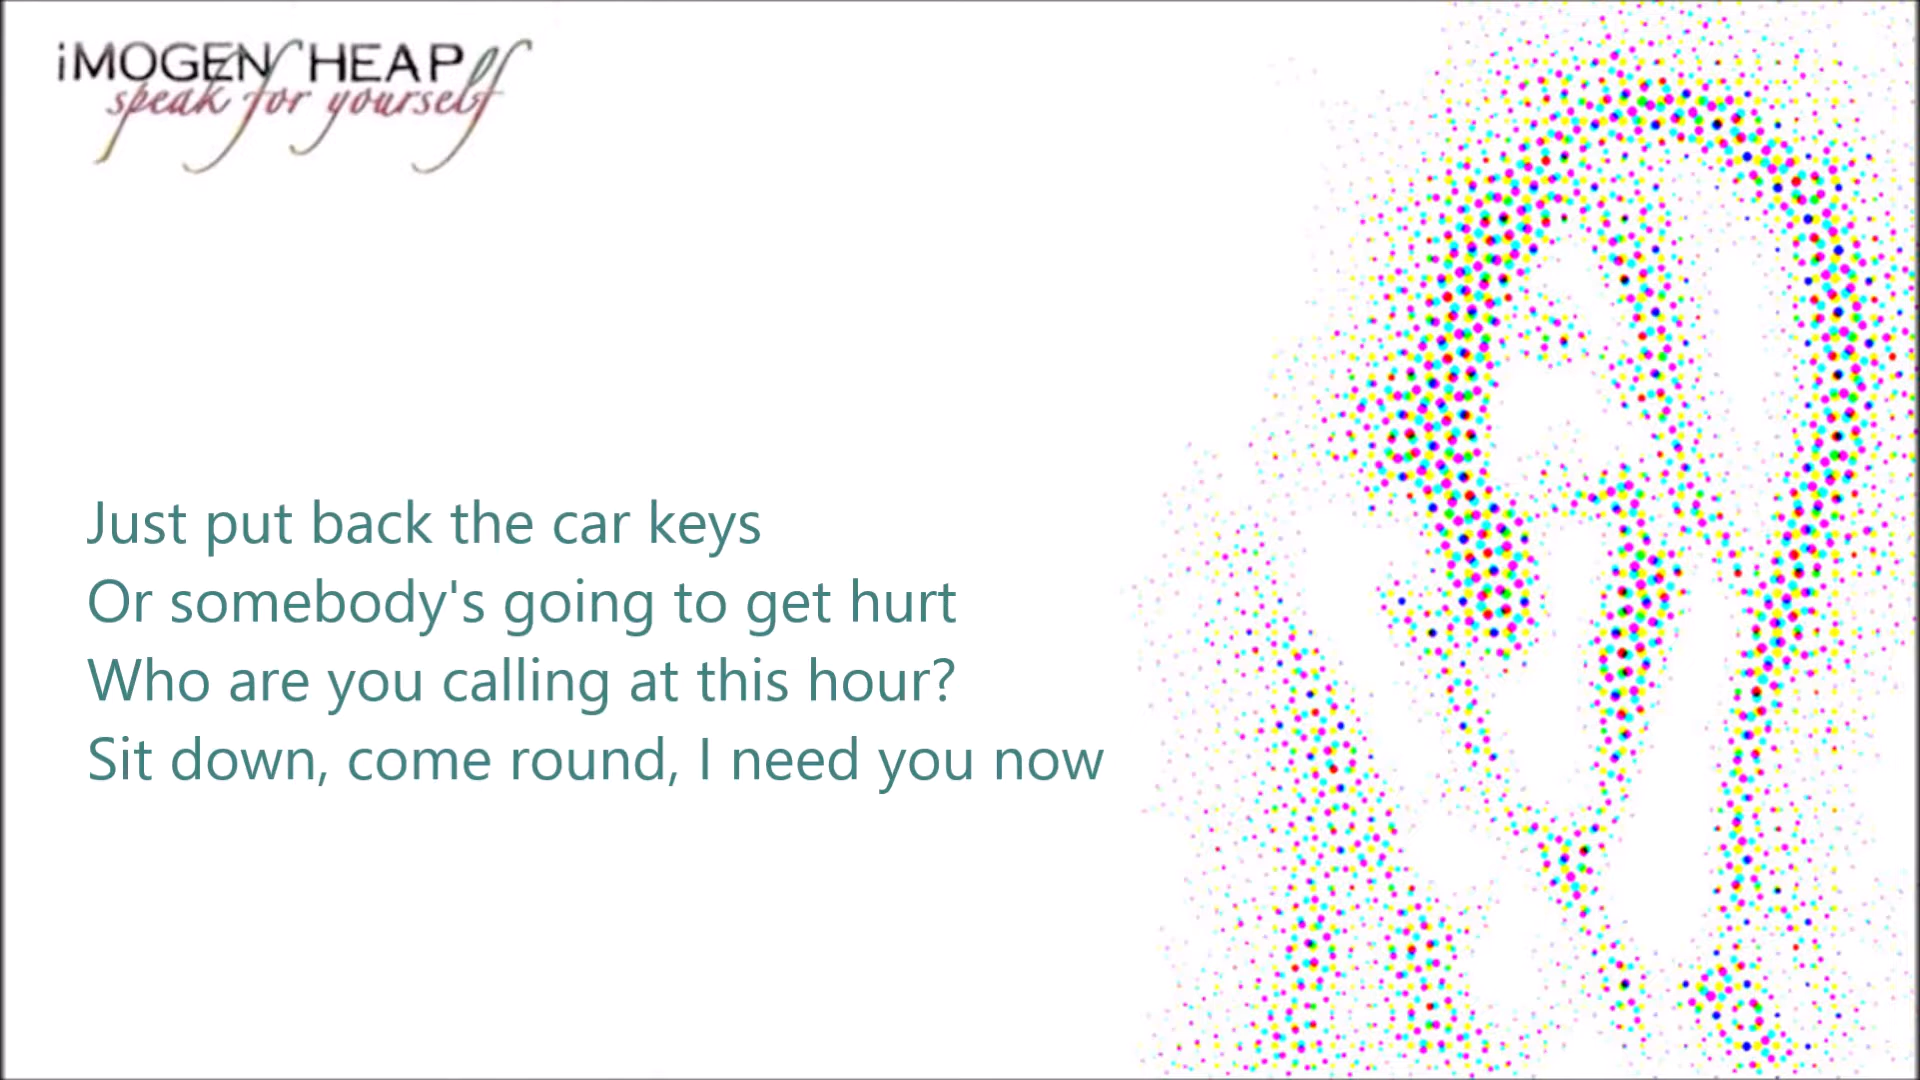 iMOGEN HEAP
speak for yourself
Just put back the car keys
Or somebody's going to get hurt
Who are you calling at this hour?
Sit down, come round, I need you now